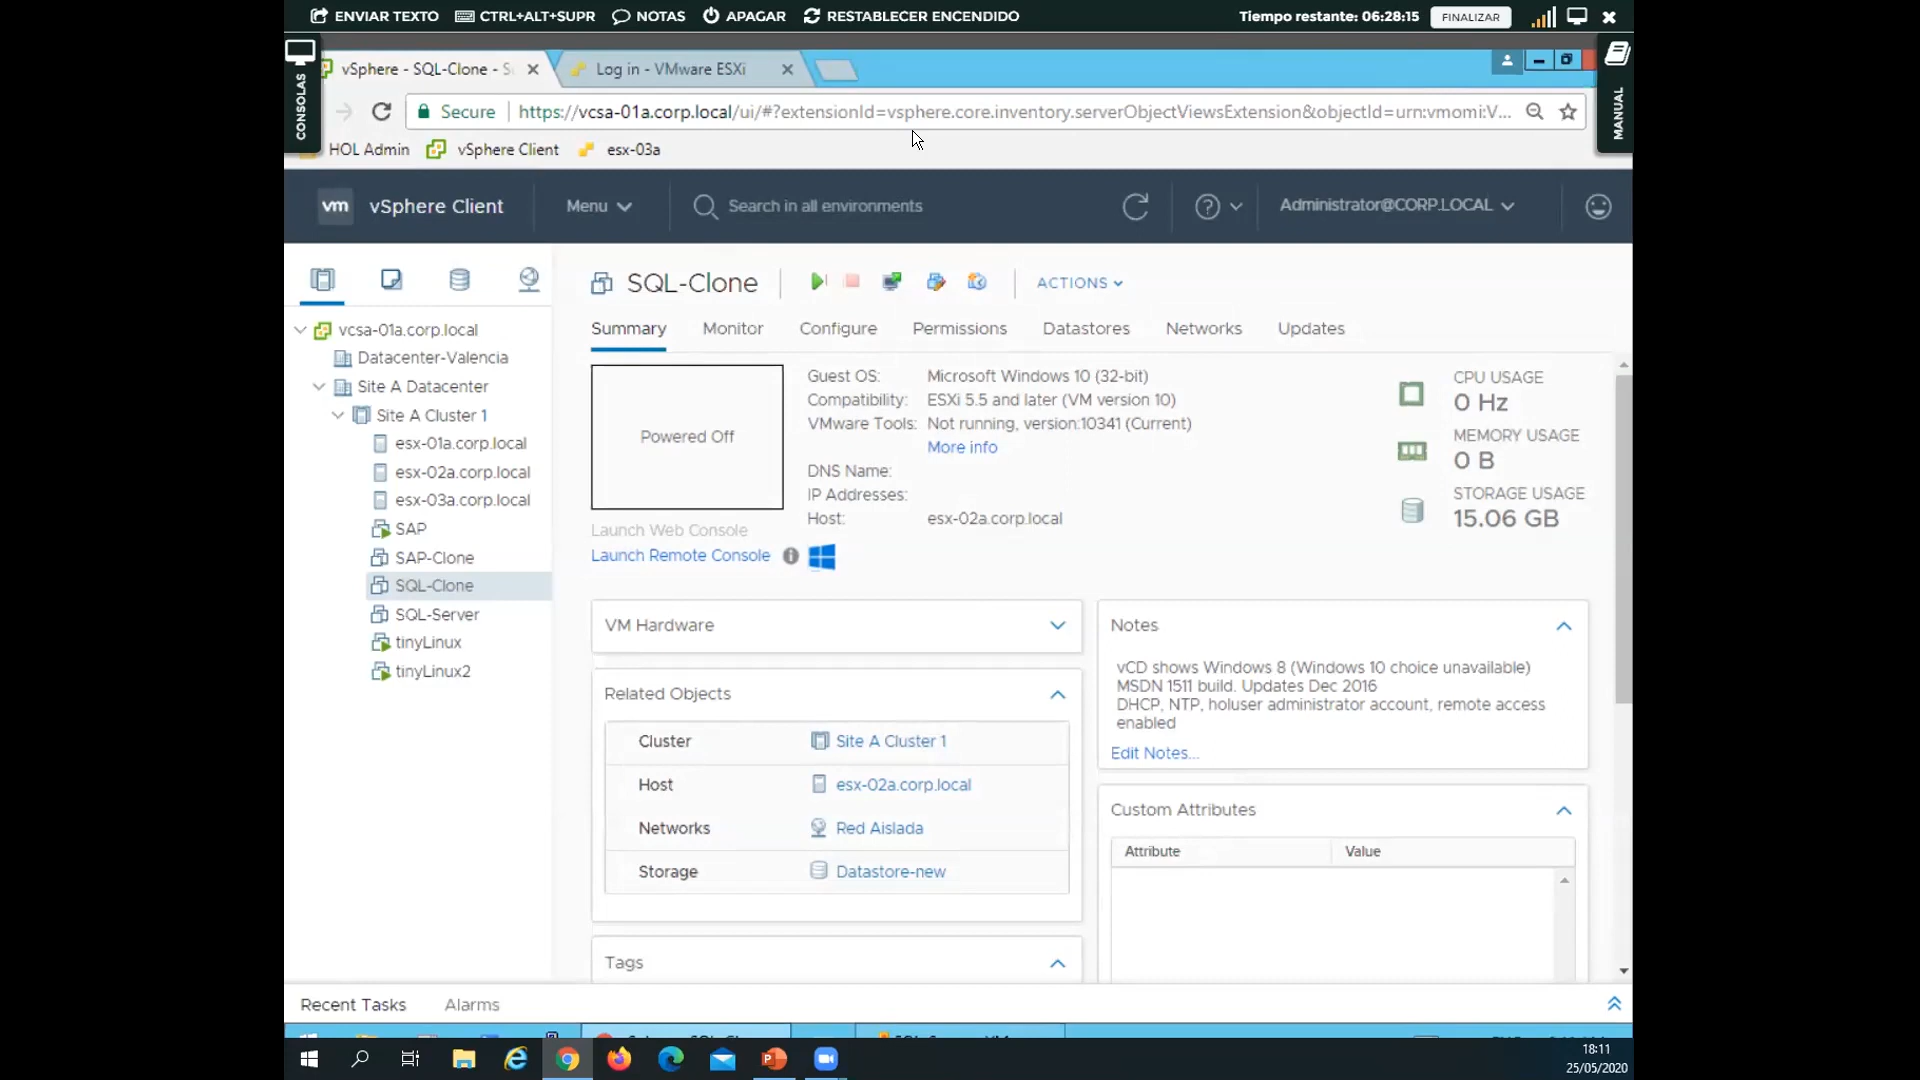 ENVIAR TEXTO CTRL+ALT+SUPR NOTAS APAGAR RESTABLECER ENCENDIDO Tiempo restante: 06:28:15 FINALIZAR
CONSOLAS
MANUAL
vSphere - SQL-Clone - S Log in - VMware ESXi
Secure https://vcsa-01a.corp.local/ui/#?extensionId=vsphere.core.inventory.serverObjectViewsExtension&objectId=urn:vmomi:V...
HOL Admin vSphere Client esx-03a
vm vSphere Client Menu Search in all environments Administrator@CORP.LOCAL
SQL-Clone ACTIONS
Summary Monitor Configure Permissions Datastores Networks Updates
vcsa-01a.corp.local
Datacenter-Valencia
Site A Datacenter
Site A Cluster 1
esx-01a.corp.local
esx-02a.corp.local
esx-03a.corp.local
SAP
SAP-Clone
SQL-Clone
SQL-Server
tinyLinux
tinyLinux2
Powered Off
Launch Web Console
Launch Remote Console
Guest OS: Microsoft Windows 10 (32-bit)
Compatibility: ESXi 5.5 and later (VM version 10)
VMware Tools: Not running, version:10341 (Current)
More info
DNS Name:
IP Addresses:
Host: esx-02a.corp.local
CPU USAGE
0 Hz
MEMORY USAGE
0 B
STORAGE USAGE
15.06 GB
VM Hardware
Related Objects
Cluster Site A Cluster 1
Host esx-02a.corp.local
Networks Red Aislada
Storage Datastore-new
Tags
Notes
vCD shows Windows 8 (Windows 10 choice unavailable)
MSDN 1511 build. Updates Dec 2016
DHCP, NTP, holuser administrator account, remote access
enabled
Edit Notes...
Custom Attributes
Attribute Value
Recent Tasks Alarms
18:11
25/05/2020